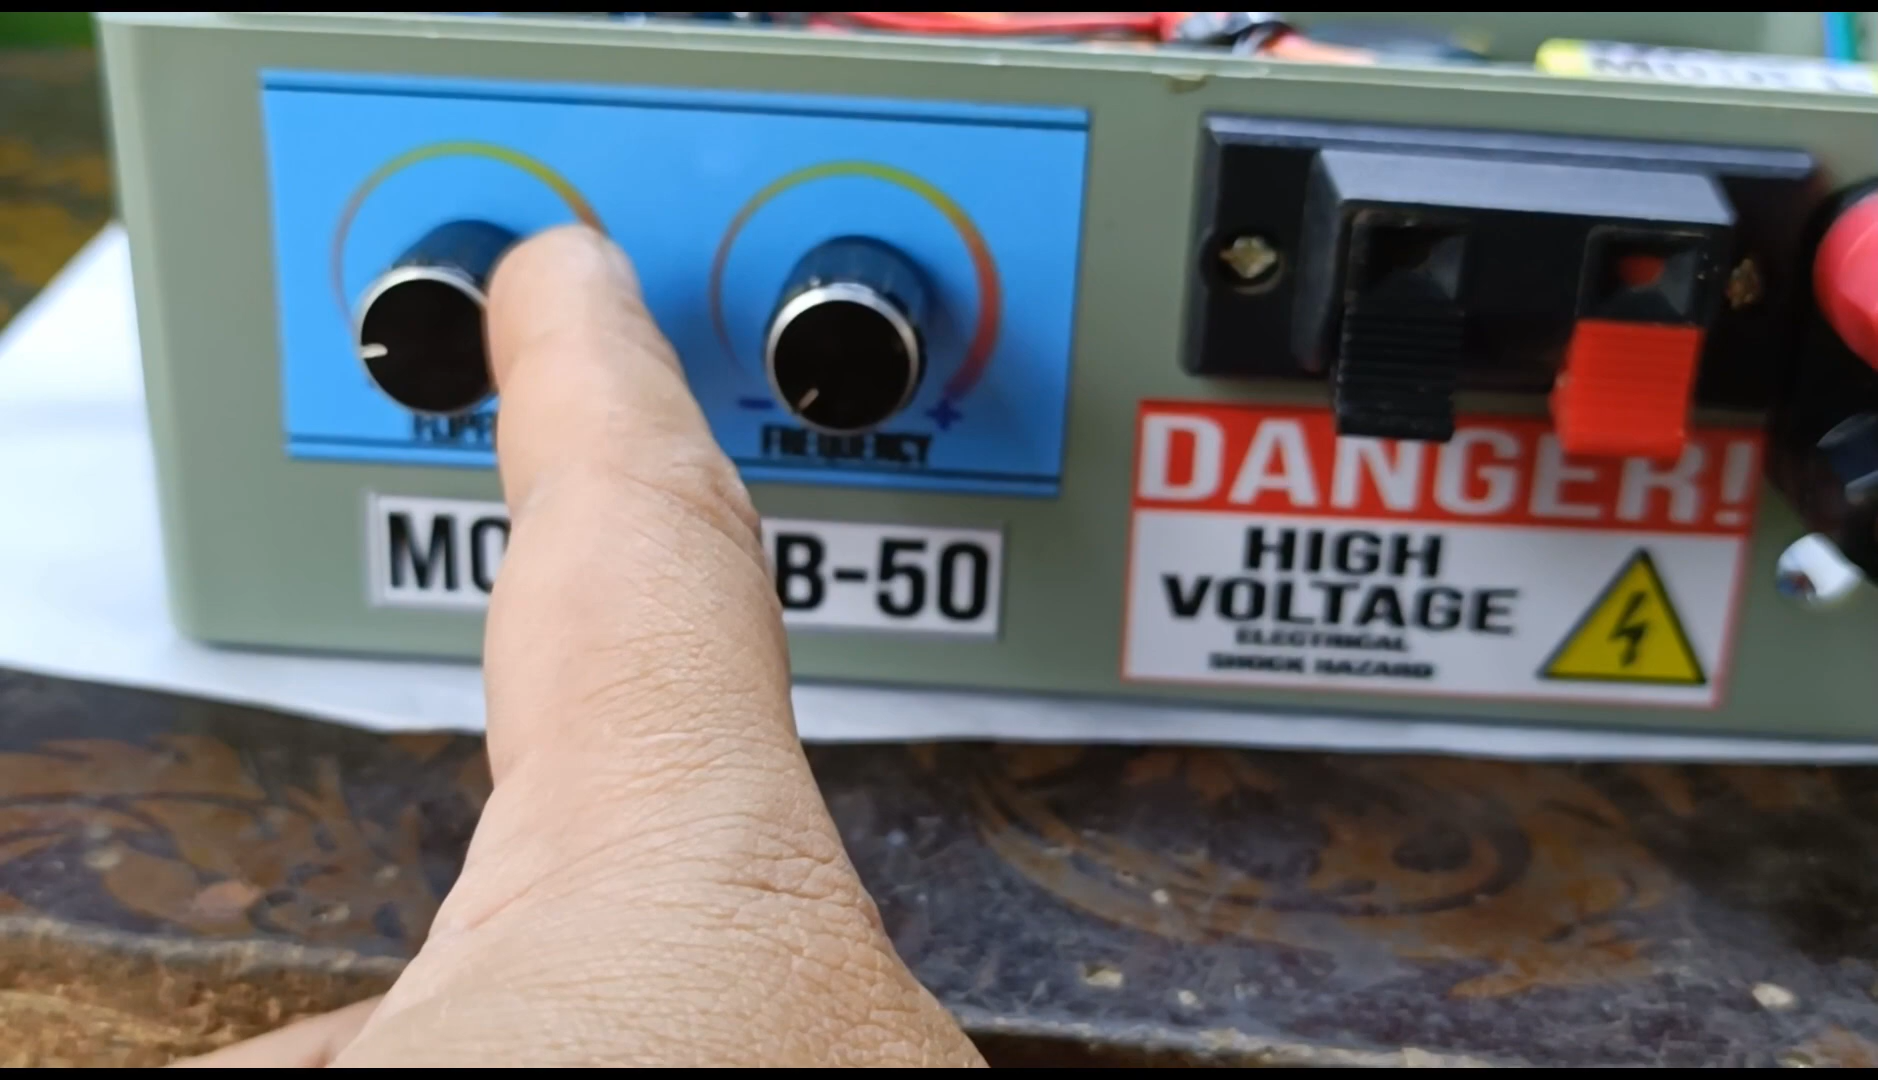 FREQUENCY
MO
B-50
DANGER!
HIGH
VOLTAGE
ELECTRICAL
SHOCK HAZARD